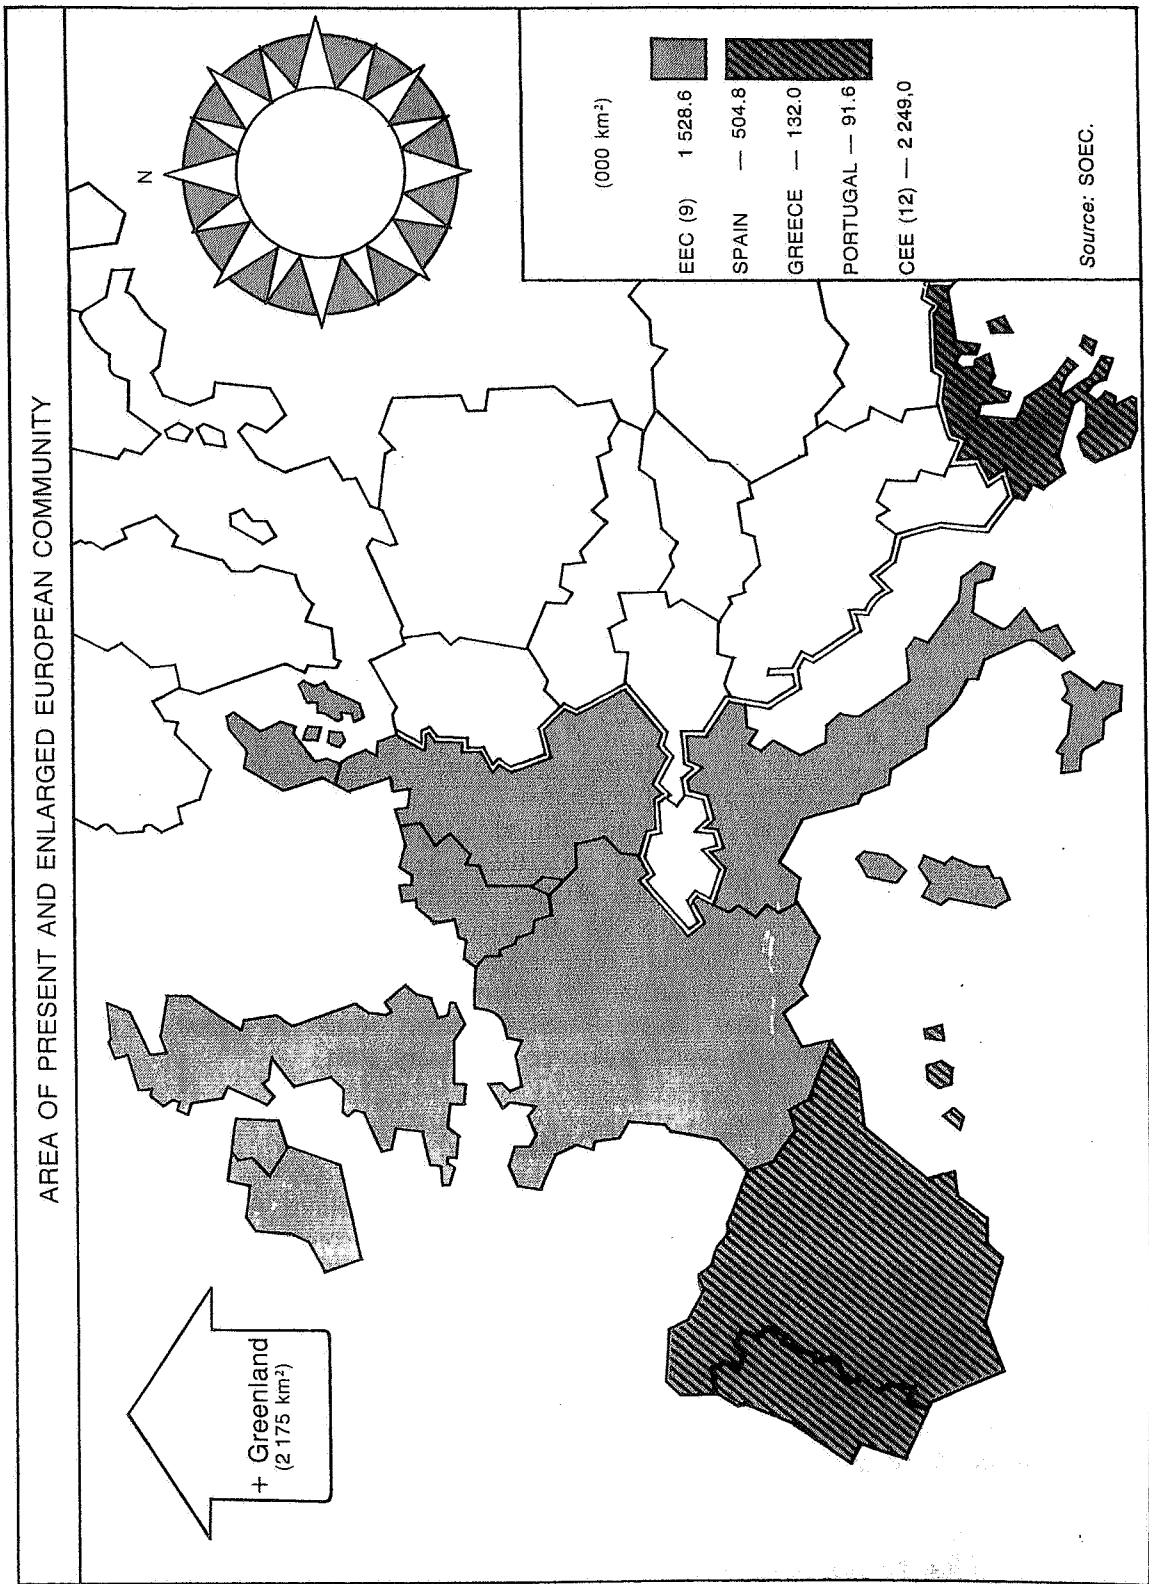 AREA OF PRESENT AND ENLARGED EUROPEAN COMMUNITY
N
+ Greenland
(2 175 km²)
(000 km²)
EEC (9) 1 528.6
SPAIN — 504.8
GREECE — 132.0
PORTUGAL — 91.6
CEE (12) — 2 249,0
Source: SOEC.